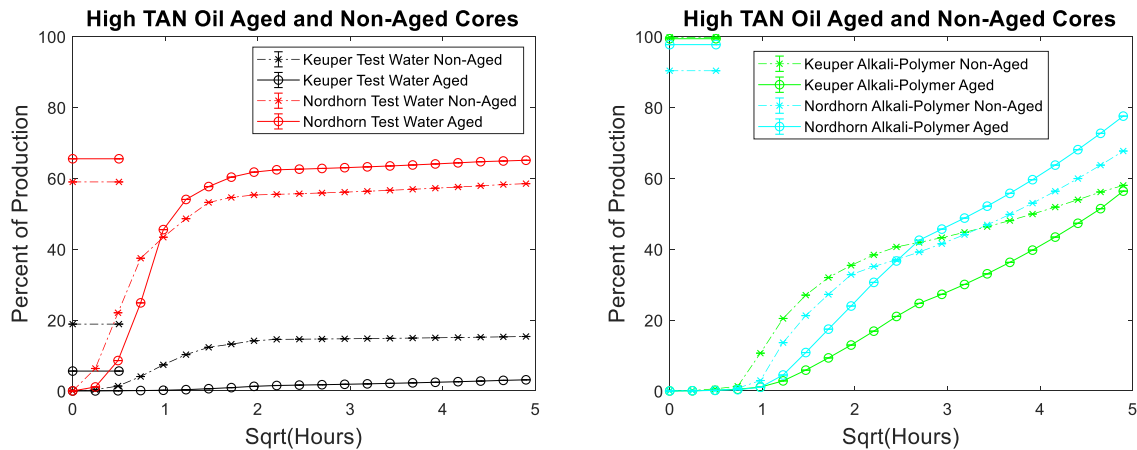 High TAN Oil Aged and Non-Aged Cores
100
80
60
40
20
0
Percent of Production
Keuper Test Water Non-Aged
Keuper Test Water Aged
Nordhorn Test Water Non-Aged
Nordhorn Test Water Aged
0 1 2 3 4 5
Sqrt(Hours)
High TAN Oil Aged and Non-Aged Cores
100
80
60
40
20
0
Percent of Production
Keuper Alkali-Polymer Non-Aged
Keuper Alkali-Polymer Aged
Nordhorn Alkali-Polymer Non-Aged
Nordhorn Alkali-Polymer Aged
0 1 2 3 4 5
Sqrt(Hours)